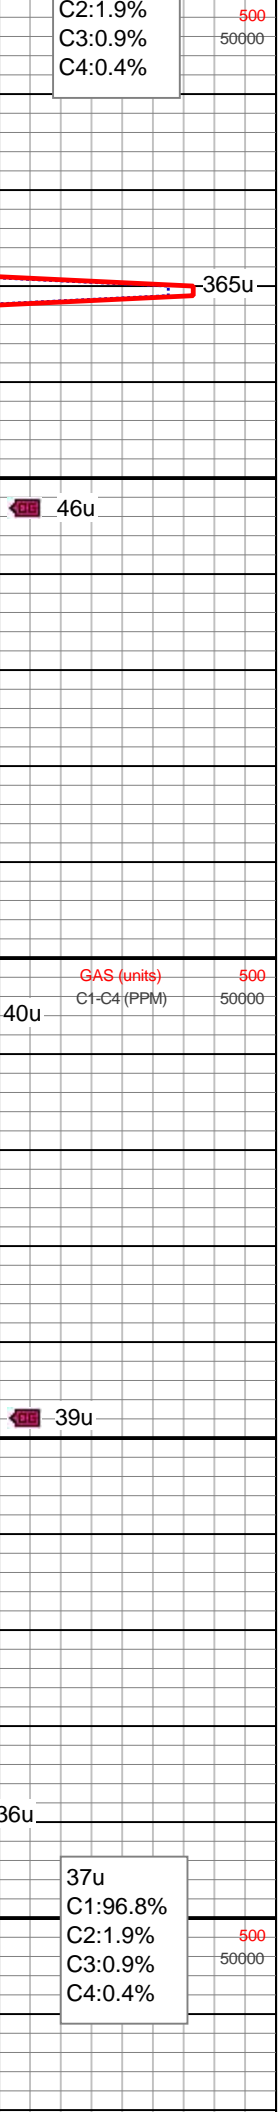 C2:1.9%
500
C3:0.9%
50000
C4:0.4%
365u
CG 46u
GAS (units) 500
C1-C4 (PPM) 50000
40u
CG 39u
36u
37u
C1:96.8%
C2:1.9%
500
C3:0.9%
50000
C4:0.4%